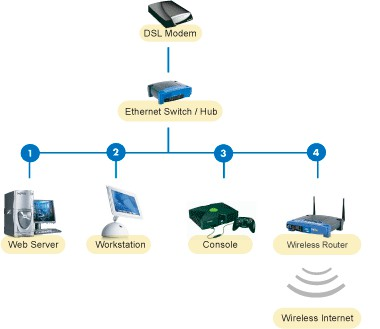 DSL Modem
Ethernet Switch / Hub
1
2
3
4
Web Server
Workstation
Console
Wireless Router
Wireless Internet